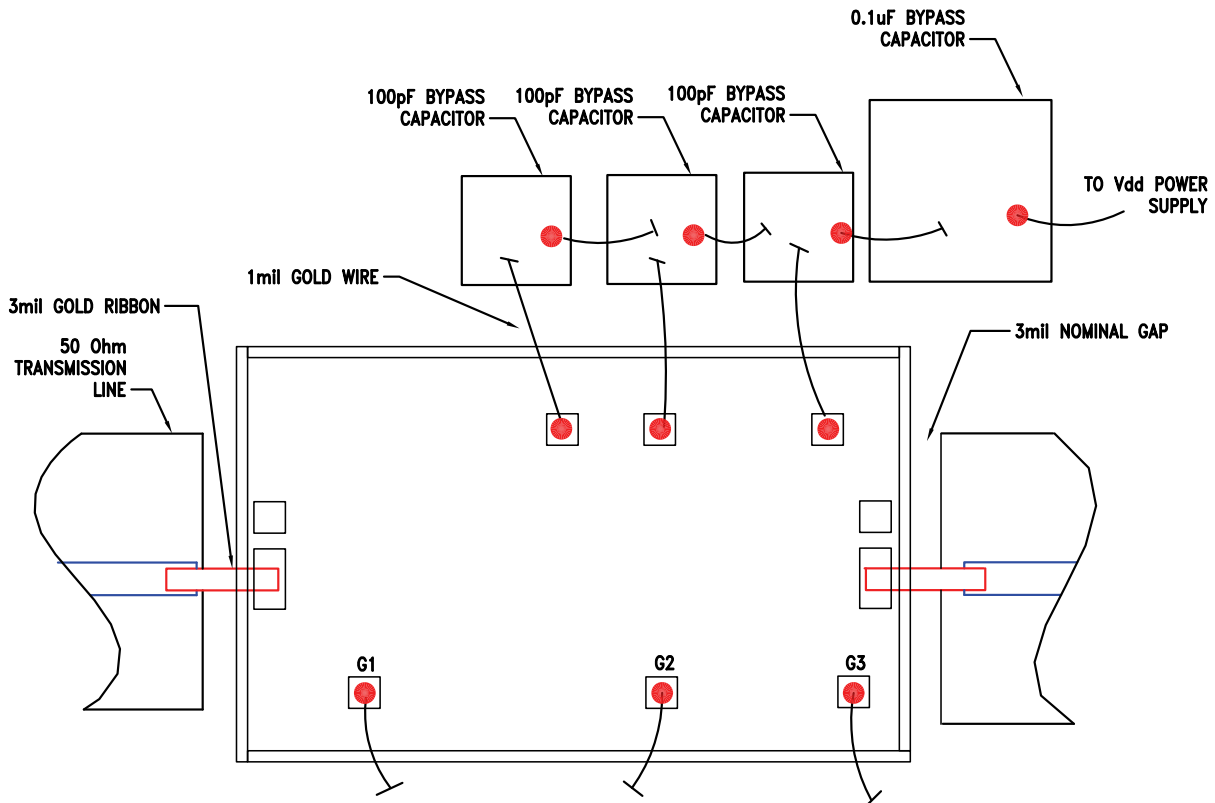 0.1uF BYPASS
CAPACITOR
100pF BYPASS
CAPACITOR
100pF BYPASS
CAPACITOR
100pF BYPASS
CAPACITOR
TO Vdd POWER
SUPPLY
1mil GOLD WIRE
3mil GOLD RIBBON
50 Ohm
TRANSMISSION
LINE
3mil NOMINAL GAP
G1
G2
G3